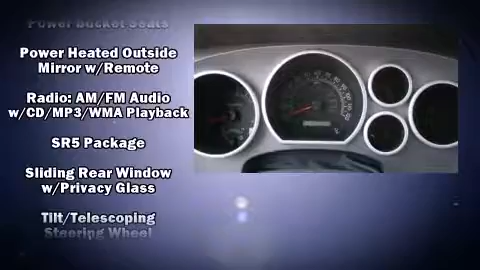 Power Bucket Seats
Power Heated Outside
Mirror w/Remote
Radio: AM/FM Audio
w/CD/MP3/WMA Playback
SR5 Package
Sliding Rear Window
w/Privacy Glass
Tilt/Telescoping
Steering Wheel